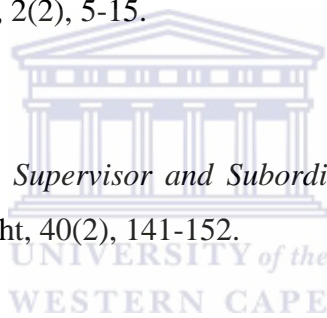 , 2(2), 5-15.
Supervisor and Subordi
ht, 40(2), 141-152.
UNIVERSITY of the
WESTERN CAPE